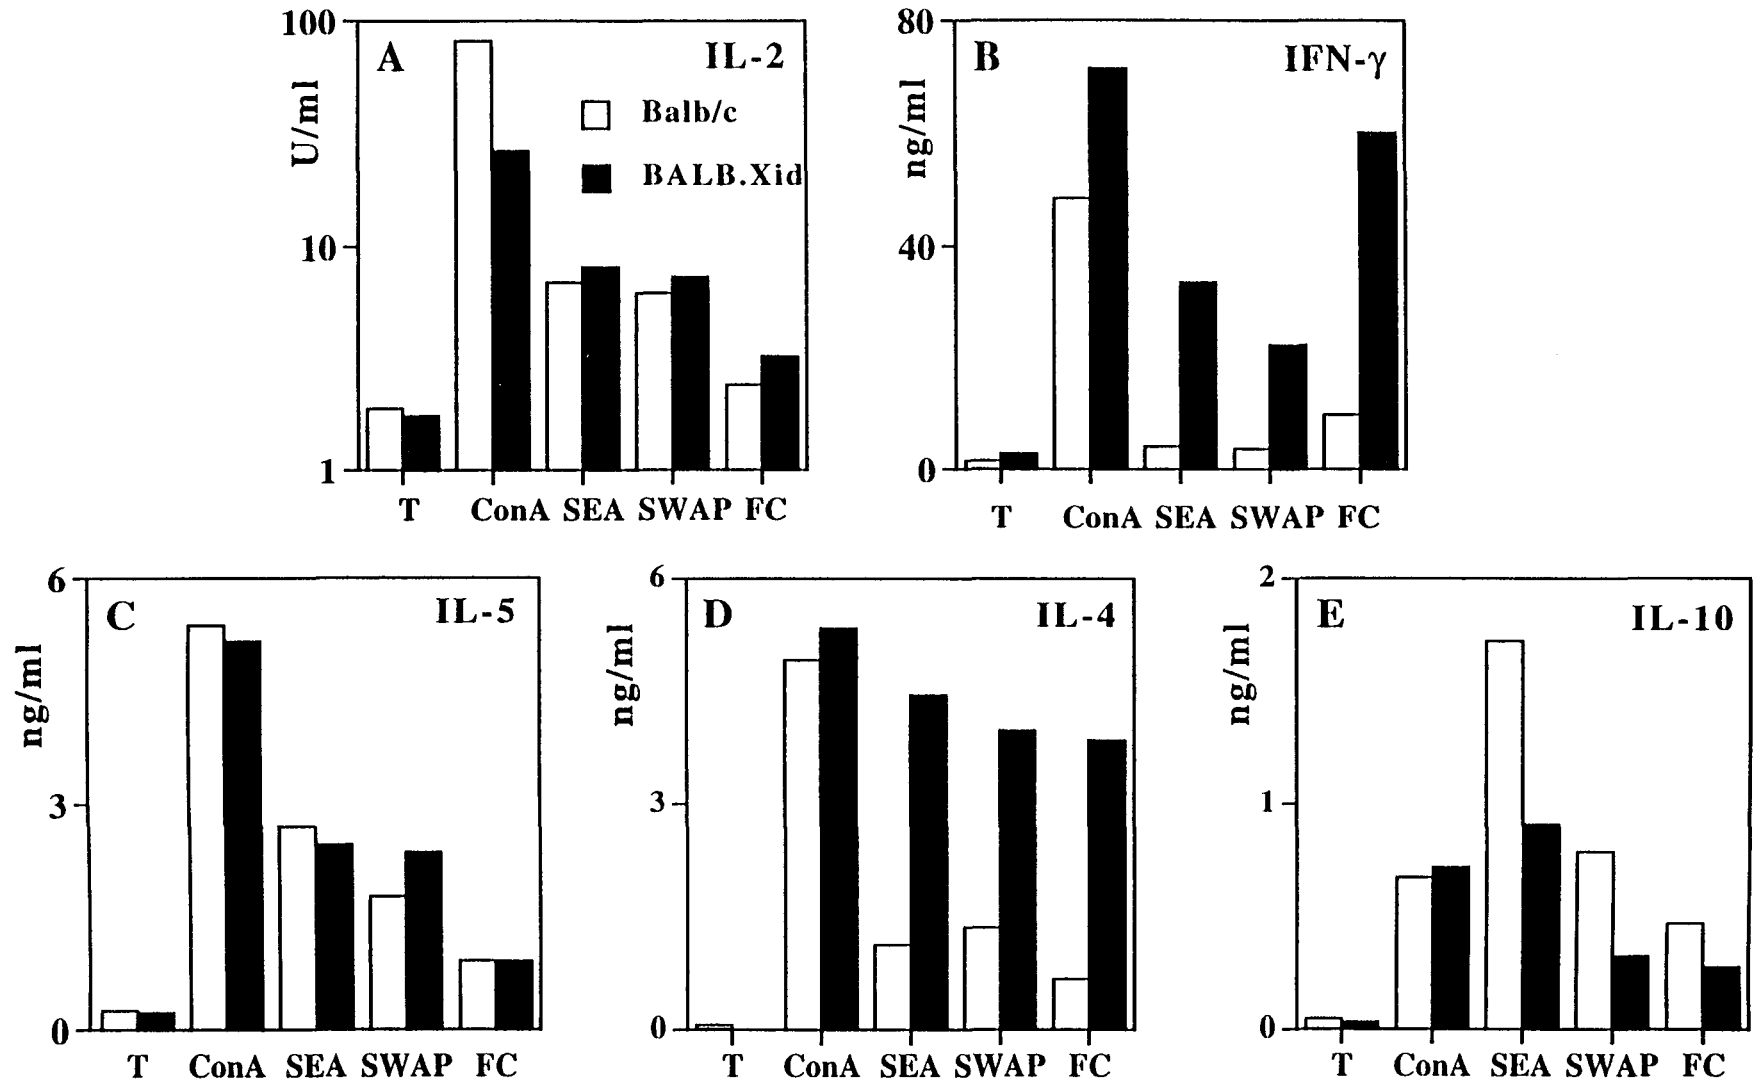 100
A
IL-2
U/ml
Balb/c
BALB.Xid
10
1
T ConA SEA SWAP FC
80
B
IFN-γ
ng/ml
40
0
T ConA SEA SWAP FC
6
C
IL-5
ng/ml
3
0
T ConA SEA SWAP FC
6
D
IL-4
ng/ml
3
0
T ConA SEA SWAP FC
2
E
IL-10
ng/ml
1
0
T ConA SEA SWAP FC